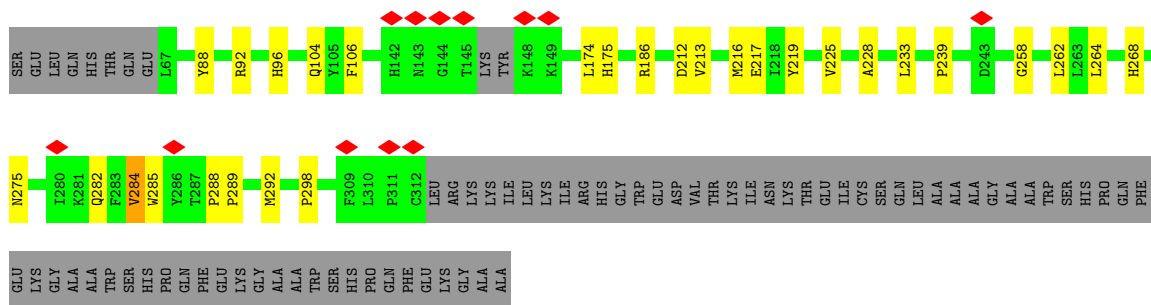 SER GLU LEU LEU GLN HIS THR GLN GLU L67 Y88 R92 H96 Q104 Y105 F106 H142 N143 G144 T145 LYS TYR K148 K149 L174 H175 R186 D212 V213 M216 E217 I218 Y219 V225 A228 L233 P239 D243 G258 L262 L263 L264 H268
N275 I280 K281 Q282 F283 V284 W285 Y286 T287 P288 P289 M292 P298 F309 L310 P311 C312 LEU ARG LYS LYS ILE LEU LYS ILE ARG HIS GLY TRP GLU ASP VAL THR LYS ILE ASN LYS THR GLU ILE CYS SER GLN LEU ALA ALA ALA GLY ALA ALA TRP SER HIS PRO GLN PHE
GLU LYS GLY ALA ALA TRP SER HIS PRO GLN PHE GLU LYS GLY ALA ALA TRP SER HIS PRO GLN PHE GLU LYS GLY ALA ALA